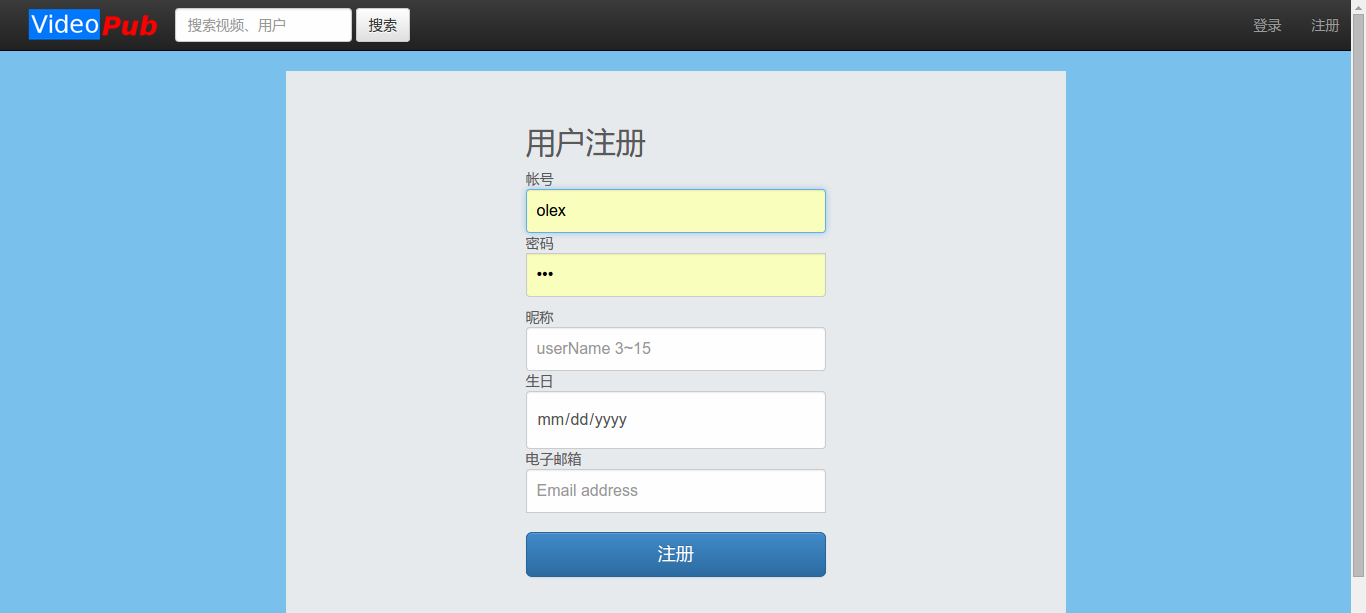 VideoPub 搜索视频、用户 搜索 登录 注册
用户注册
帐号
olex
密码
•••
昵称
userName 3~15
生日
mm/dd/yyyy
电子邮箱
Email address
注册